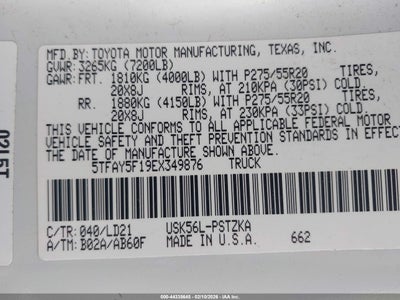 MFD.BY: TOYOTA MOTOR MANUFACTURING, TEXAS, INC.
GVWR: 3265KG (7200LB)
GAWR: FRT. 1810KG (4000LB) WITH P275/55R20 TIRES,
20X8J RIMS, AT 210KPA (30PSI) COLD
RR. 1880KG (4150LB) WITH P275/55R20 TIRES,
20X8J RIMS, AT 230KPA (33PSI) COLD
THIS VEHICLE CONFORMS TO ALL APPLICABLE FEDERAL MOTOR
VEHICLE SAFETY AND THEFT PREVENTION STANDARDS IN EFFEC
THE DATE OF MANUFACTURE SHOWN ABOVE.
5TFAY5F19EX349876 TRUCK
C/TR: 040/LD21 USK56L-PSTZKA
A/TM: B02A/AB60F MADE IN U.S.A. 662